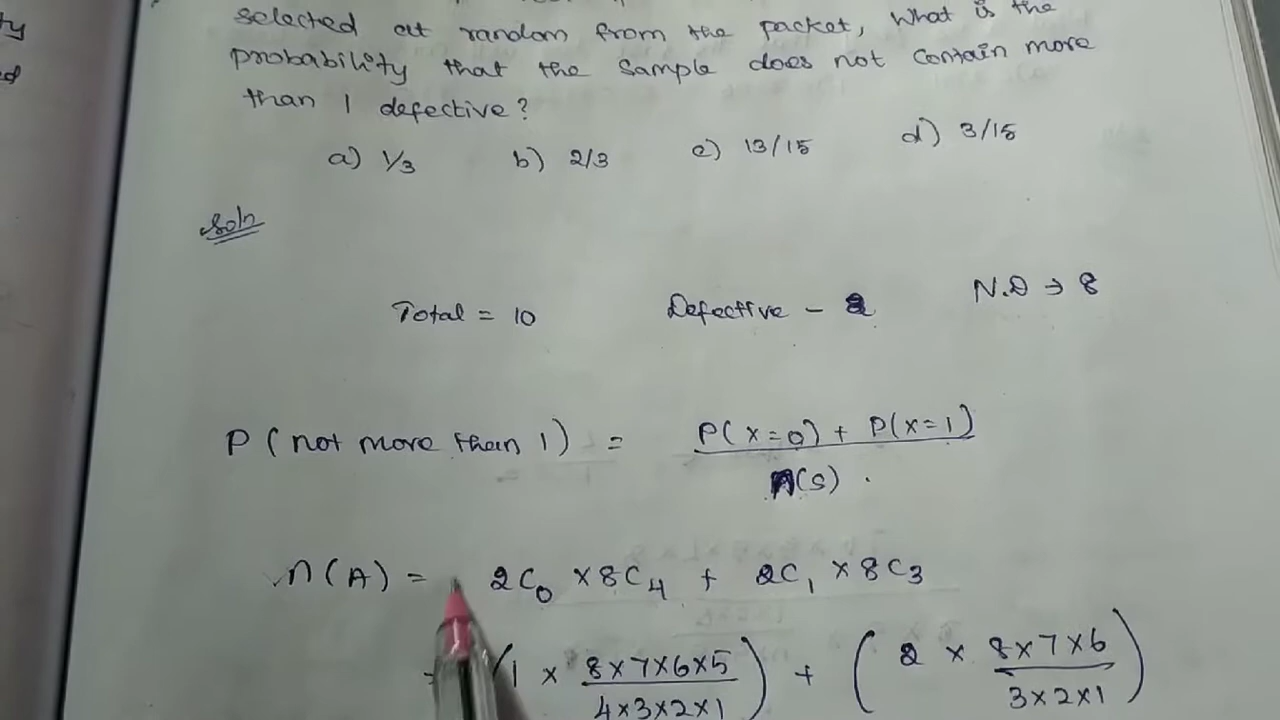 selected at random from the packet, What is the
probability that the sample does not contain more
than 1 defective?
a) 1/3 b) 2/3 c) 13/15 d) 3/15
Soln
Total = 10 Defective - 2 N.D → 8
P(not more than 1) = P(x=0) + P(x=1)
n(s) .
n(A) = 2C0 × 8C4 + 2C1 × 8C3
(1 × 8×7×6×5 / 4×3×2×1) + (2 × 8×7×6 / 3×2×1)